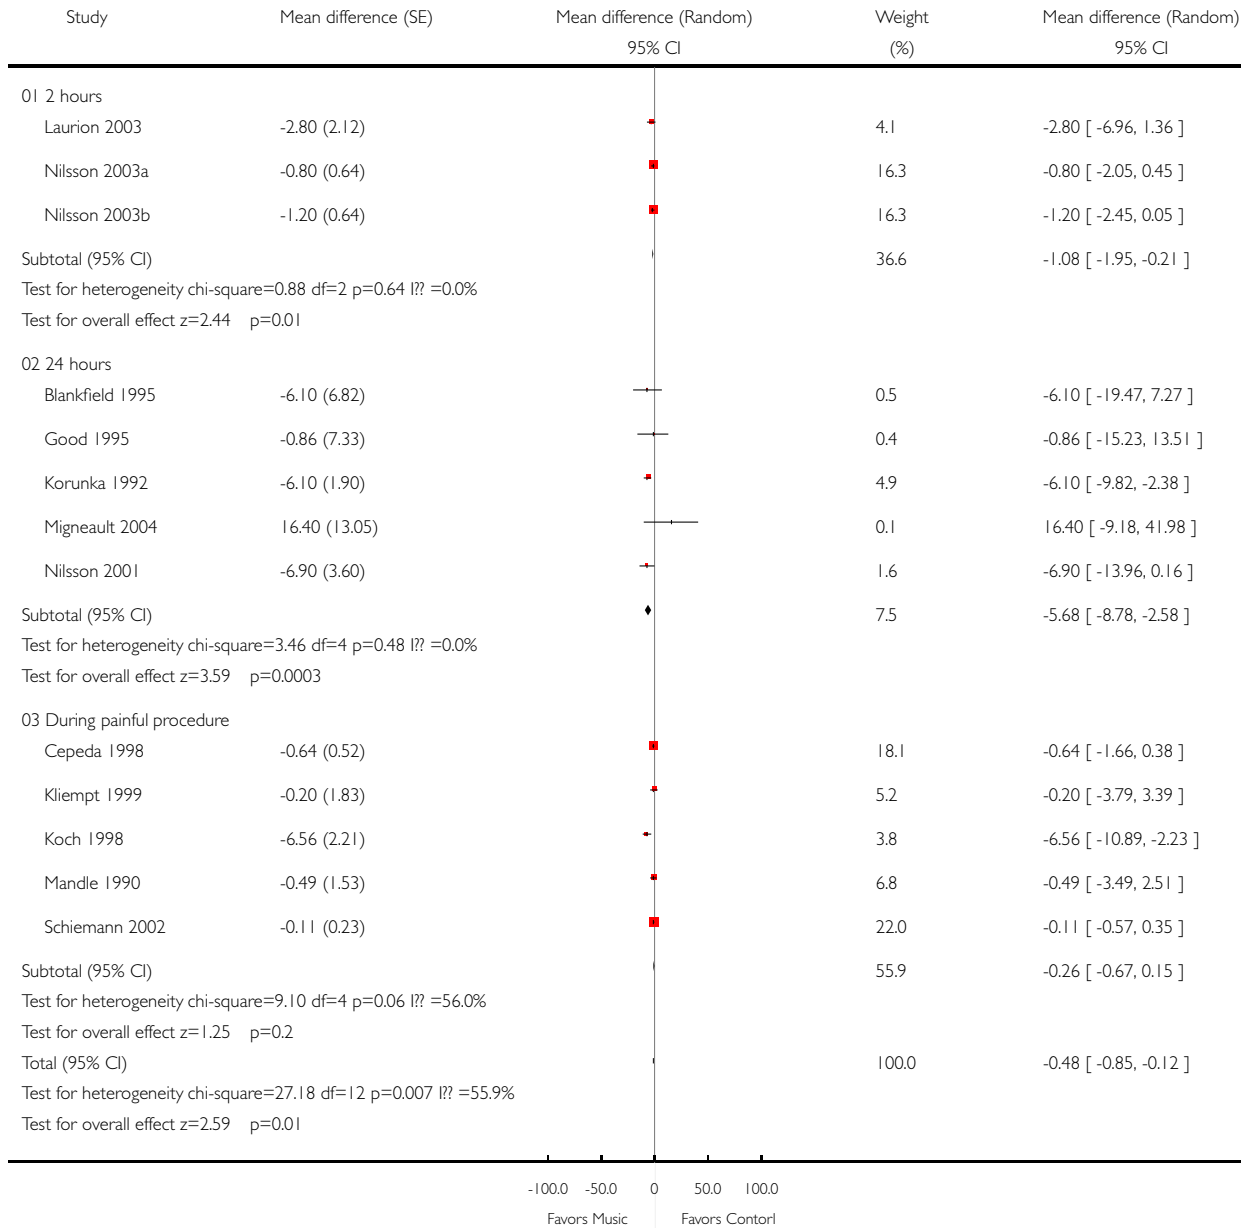 Study Mean difference (SE) Mean difference (Random) Weight Mean difference (Random)
95% CI (%) 95% CI
01 2 hours
Laurion 2003 -2.80 (2.12) 4.1 -2.80 [ -6.96, 1.36 ]
Nilsson 2003a -0.80 (0.64) 16.3 -0.80 [ -2.05, 0.45 ]
Nilsson 2003b -1.20 (0.64) 16.3 -1.20 [ -2.45, 0.05 ]
Subtotal (95% CI) 36.6 -1.08 [ -1.95, -0.21 ]
Test for heterogeneity chi-square=0.88 df=2 p=0.64 I?? =0.0%
Test for overall effect z=2.44 p=0.01
02 24 hours
Blankfield 1995 -6.10 (6.82) 0.5 -6.10 [ -19.47, 7.27 ]
Good 1995 -0.86 (7.33) 0.4 -0.86 [ -15.23, 13.51 ]
Korunka 1992 -6.10 (1.90) 4.9 -6.10 [ -9.82, -2.38 ]
Migneault 2004 16.40 (13.05) 0.1 16.40 [ -9.18, 41.98 ]
Nilsson 2001 -6.90 (3.60) 1.6 -6.90 [ -13.96, 0.16 ]
Subtotal (95% CI) 7.5 -5.68 [ -8.78, -2.58 ]
Test for heterogeneity chi-square=3.46 df=4 p=0.48 I?? =0.0%
Test for overall effect z=3.59 p=0.0003
03 During painful procedure
Cepeda 1998 -0.64 (0.52) 18.1 -0.64 [ -1.66, 0.38 ]
Kliempt 1999 -0.20 (1.83) 5.2 -0.20 [ -3.79, 3.39 ]
Koch 1998 -6.56 (2.21) 3.8 -6.56 [ -10.89, -2.23 ]
Mandle 1990 -0.49 (1.53) 6.8 -0.49 [ -3.49, 2.51 ]
Schiemann 2002 -0.11 (0.23) 22.0 -0.11 [ -0.57, 0.35 ]
Subtotal (95% CI) 55.9 -0.26 [ -0.67, 0.15 ]
Test for heterogeneity chi-square=9.10 df=4 p=0.06 I?? =56.0%
Test for overall effect z=1.25 p=0.2
Total (95% CI) 100.0 -0.48 [ -0.85, -0.12 ]
Test for heterogeneity chi-square=27.18 df=12 p=0.007 I?? =55.9%
Test for overall effect z=2.59 p=0.01
-100.0 -50.0 0 50.0 100.0
Favors Music Favors Contorl